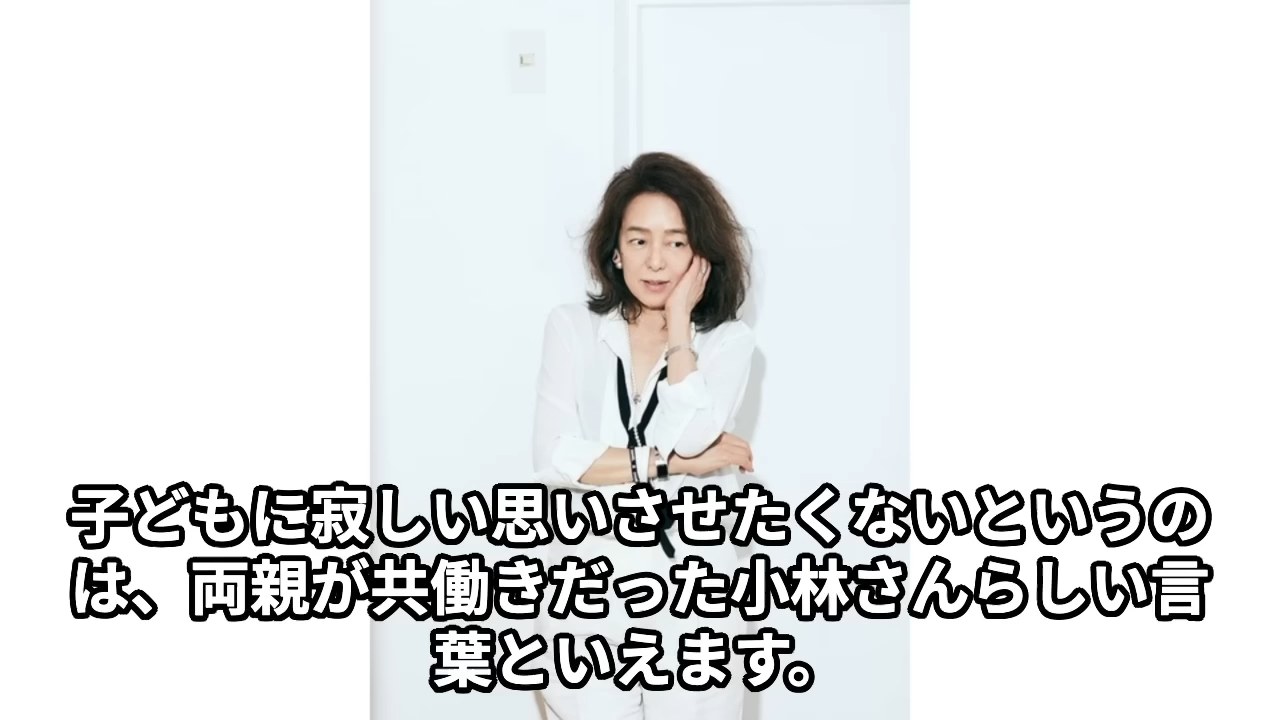 子どもに寂しい思いさせたくないというの
は、両親が共働きだった小林さんらしい言
葉といえます。